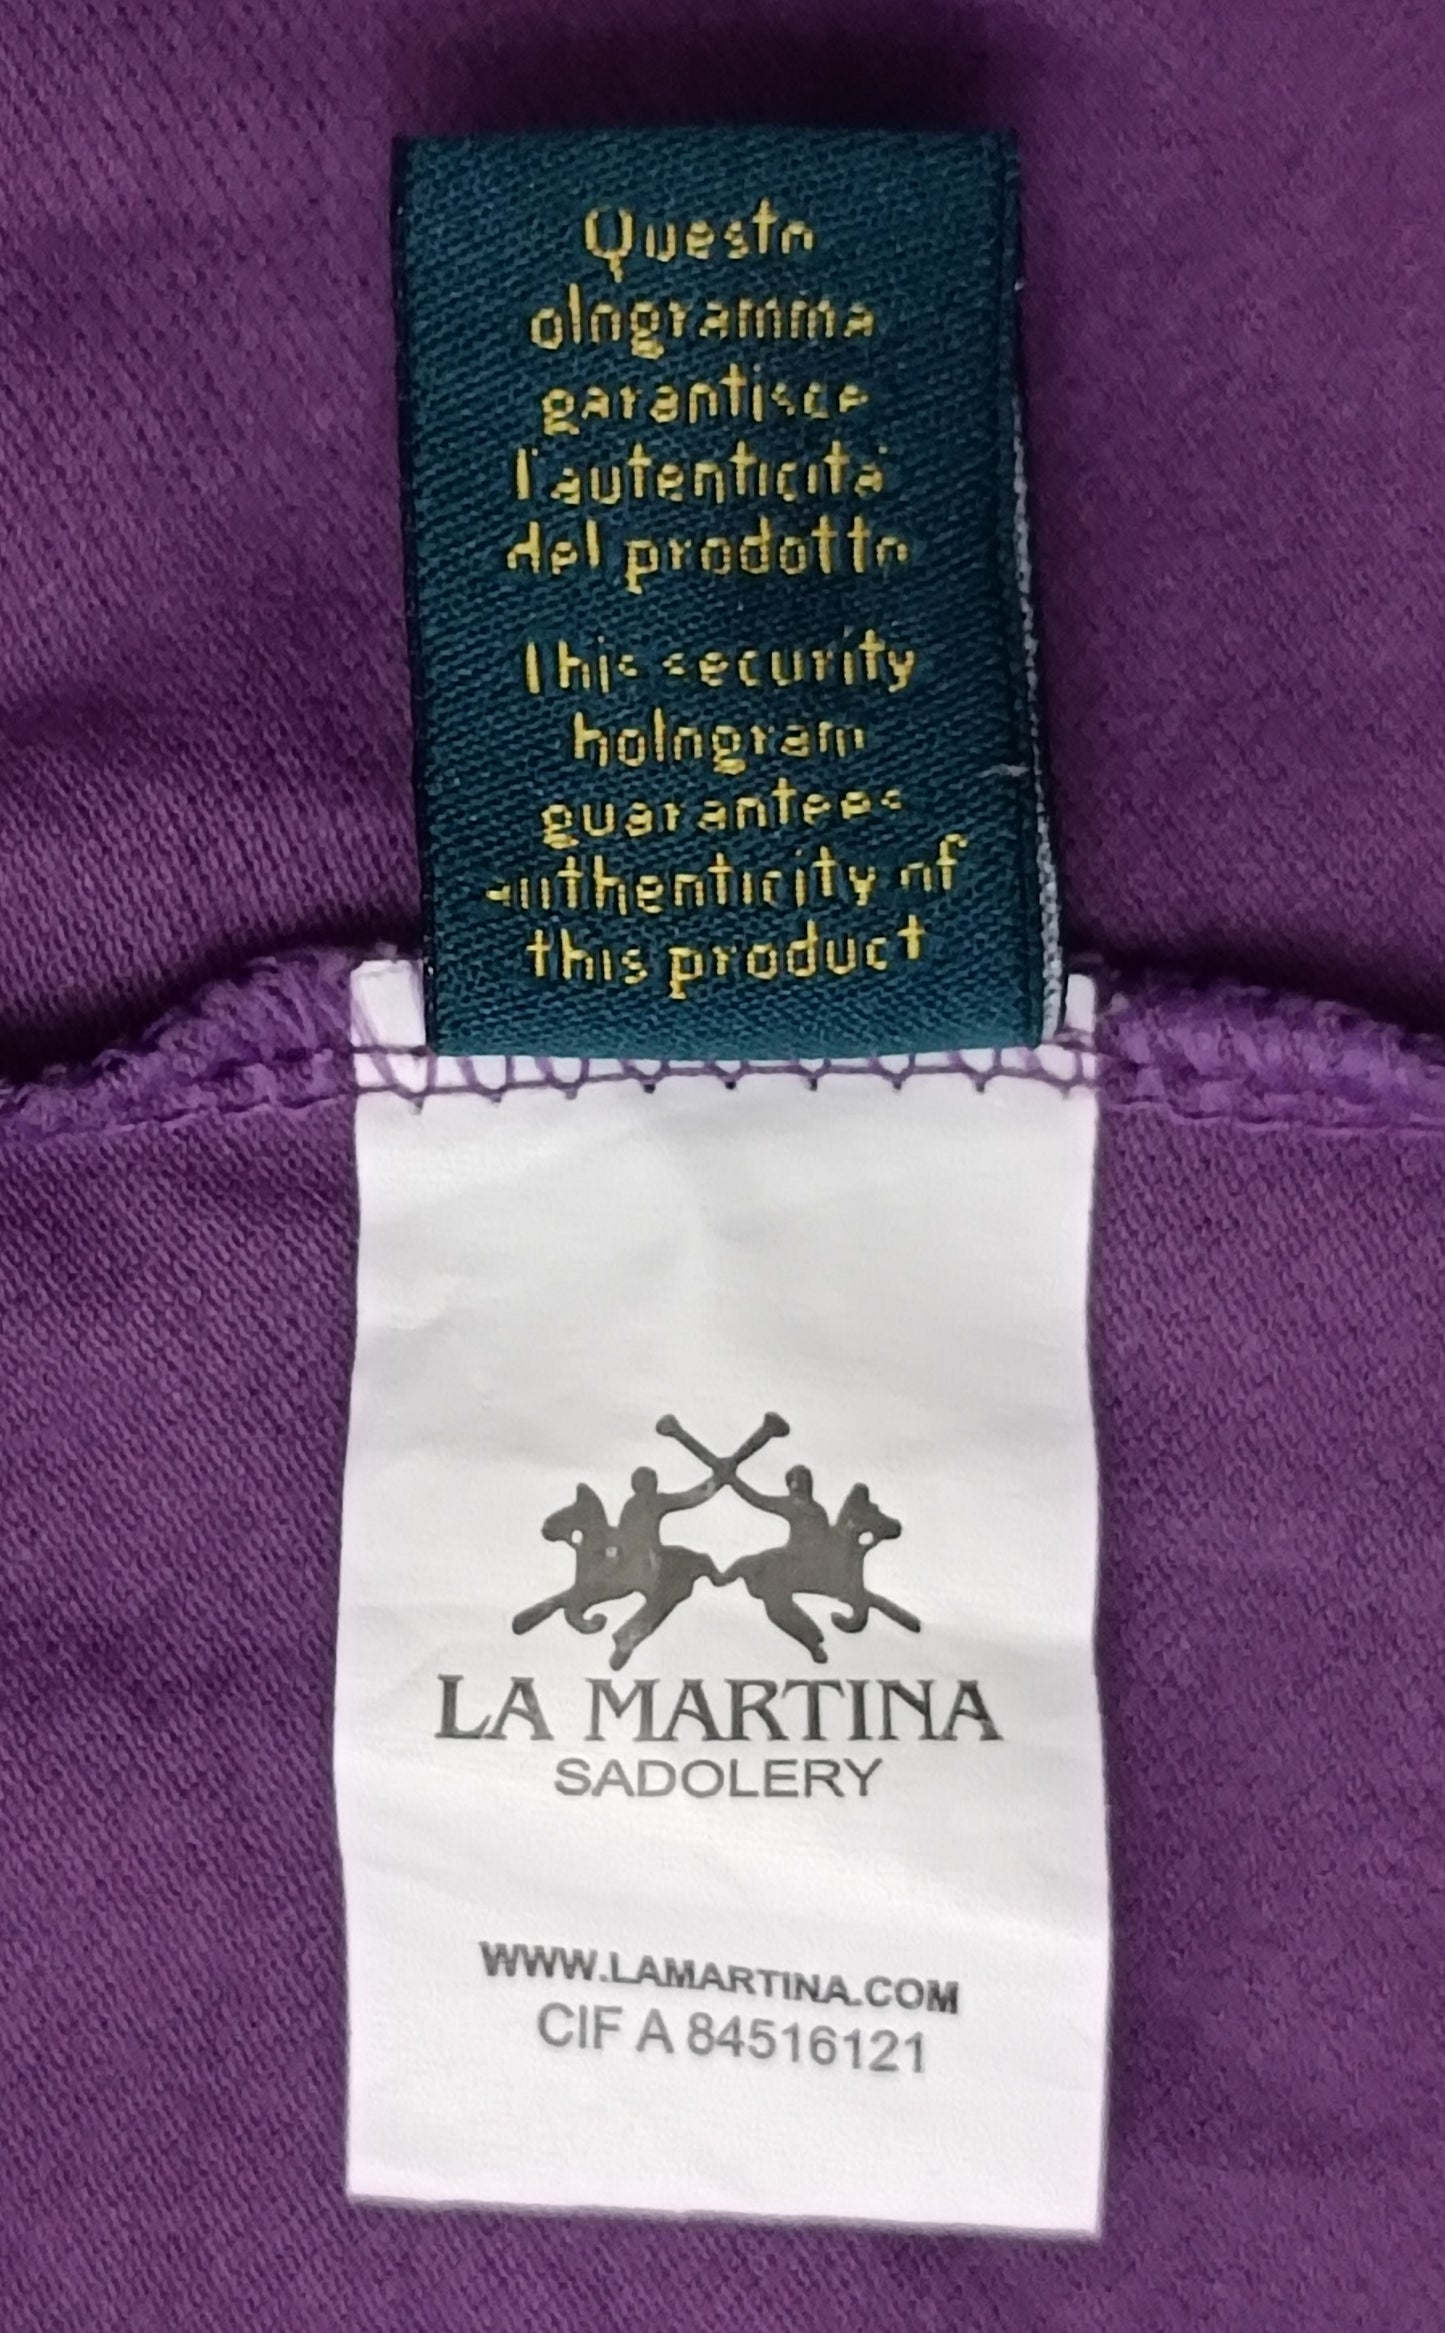 Questo
ologramma
garantisce
l'autenticità
del prodotto
This security
hologram
guarantees
authenticity of
this product
LA MARTINA
SADOLERY
WWW.LAMARTINA.COM
CIF A 84516121